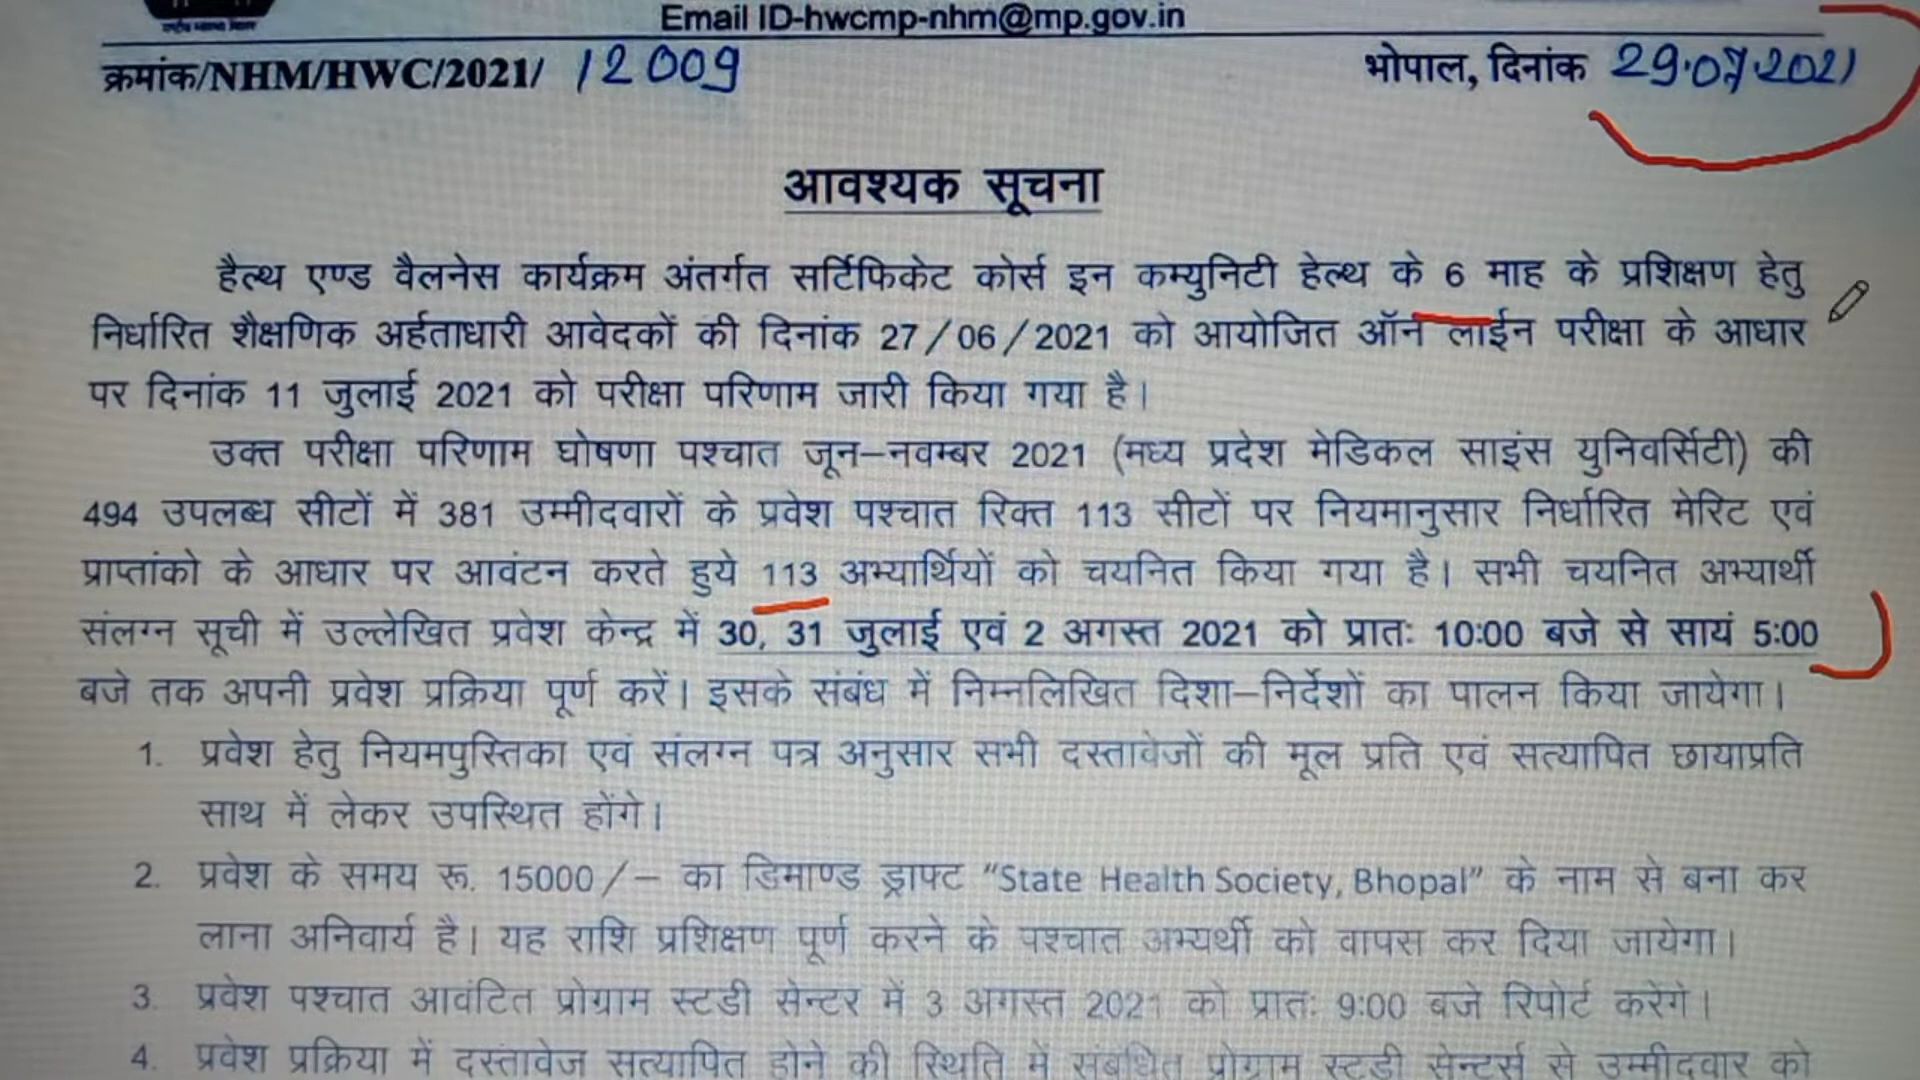 Email ID-hwcmp-nhm@mp.gov.in
क्रमांक/NHM/HWC/2021/ 12009
भोपाल, दिनांक 29.07.2021
आवश्यक सूचना
हैल्थ एण्ड वैलनेस कार्यक्रम अंतर्गत सर्टिफिकेट कोर्स इन कम्युनिटी हेल्थ के 6 माह के प्रशिक्षण हेतु
निर्धारित शैक्षणिक अर्हताधारी आवेदकों की दिनांक 27/06/2021 को आयोजित ऑन लाईन परीक्षा के आधार
पर दिनांक 11 जुलाई 2021 को परीक्षा परिणाम जारी किया गया है।
उक्त परीक्षा परिणाम घोषणा पश्चात जून–नवम्बर 2021 (मध्य प्रदेश मेडिकल साइंस युनिवर्सिटी) की
494 उपलब्ध सीटों में 381 उम्मीदवारों के प्रवेश पश्चात रिक्त 113 सीटों पर नियमानुसार निर्धारित मेरिट एवं
प्राप्तांको के आधार पर आवंटन करते हुये 113 अभ्यार्थियों को चयनित किया गया है। सभी चयनित अभ्यार्थी
संलग्न सूची में उल्लेखित प्रवेश केन्द्र में 30, 31 जुलाई एवं 2 अगस्त 2021 को प्रातः 10:00 बजे से सायं 5:00
बजे तक अपनी प्रवेश प्रक्रिया पूर्ण करें। इसके संबंध में निम्नलिखित दिशा–निर्देशों का पालन किया जायेगा।
1. प्रवेश हेतु नियमपुस्तिका एवं संलग्न पत्र अनुसार सभी दस्तावेजों की मूल प्रति एवं सत्यापित छायाप्रति
साथ में लेकर उपस्थित होंगे।
2. प्रवेश के समय रू. 15000/– का डिमाण्ड ड्राफ्ट “State Health Society, Bhopal” के नाम से बना कर
लाना अनिवार्य है। यह राशि प्रशिक्षण पूर्ण करने के पश्चात अभ्यर्थी को वापस कर दिया जायेगा।
3. प्रवेश पश्चात आवंटित प्रोग्राम स्टडी सेन्टर में 3 अगस्त 2021 को प्रातः 9:00 बजे रिपोर्ट करेगे।
4. प्रवेश प्रक्रिया में दस्तावेज सत्यापित होने की स्थिति में संबधित प्रोग्राम स्टडी सेन्टर्स से उम्मीदवार को